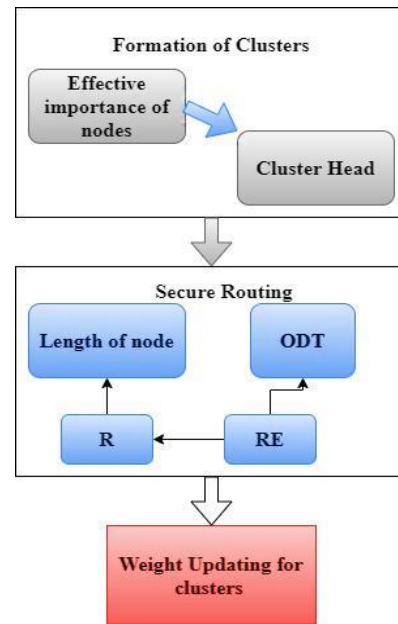 Formation of Clusters
Effective
importance of
nodes
Cluster Head
Secure Routing
Length of node
ODT
R
RE
Weight Updating for
clusters